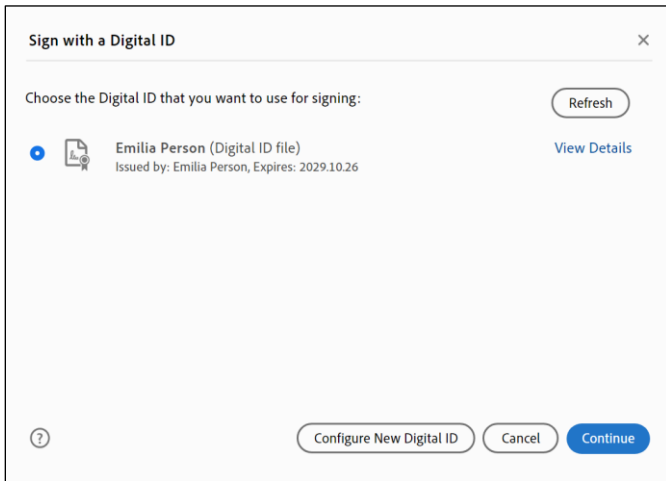 Sign with a Digital ID
Choose the Digital ID that you want to use for signing:
Refresh
Emilia Person (Digital ID file)
View Details
Issued by: Emilia Person, Expires: 2029.10.26
Configure New Digital ID
Cancel
Continue